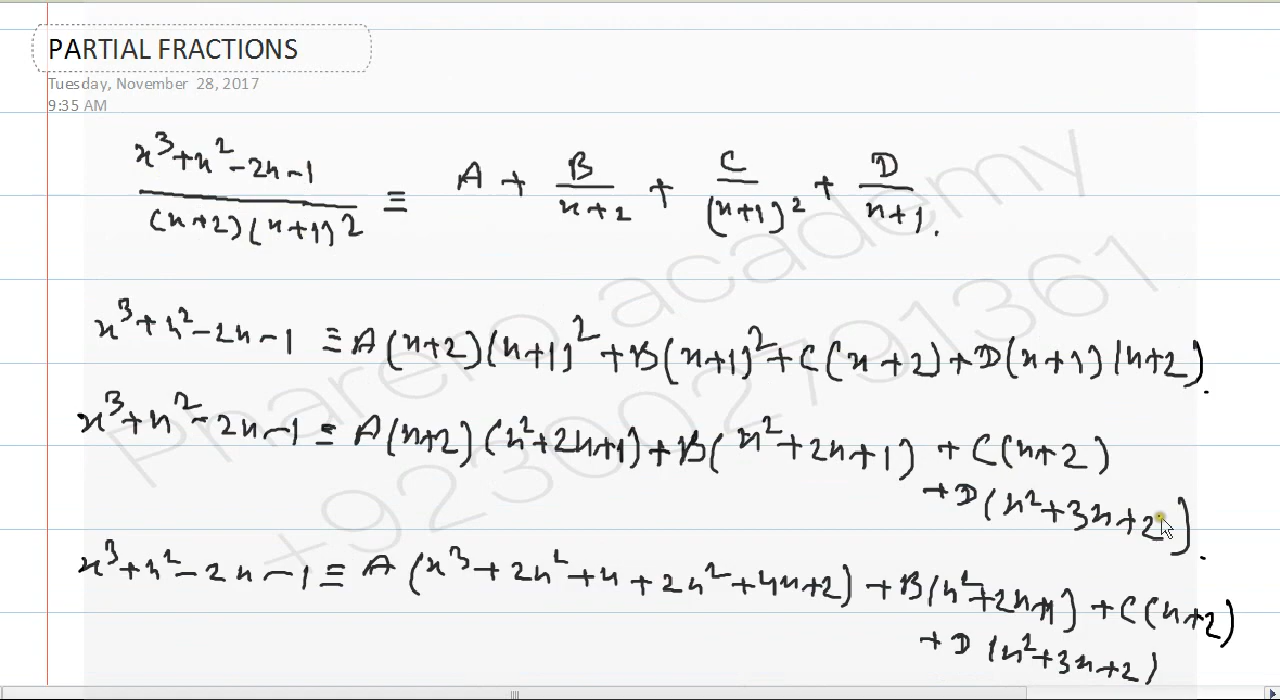 PARTIAL FRACTIONS
Tuesday, November 28, 2017
9:35 AM
(x³+x²-2x-1)/((x+2)(x+1)²) ≡ A + B/(x+2) + C/(x+1)² + D/(x+1).
x³+x²-2x-1 ≡ A(x+2)(x+1)²+B(x+1)²+C(x+2)+D(x+1)(x+2).
x³+x²-2x-1 ≡ A(x+2)(x²+2x+1)+B(x²+2x+1) + C(x+2)
+D(x²+3x+2).
x³+x²-2x-1 ≡ A(x³+2x²+x+2x²+4x+2)+B(x²+2x+1)+C(x+2)
+D(x²+3x+2)
Pharero academy
+923002791361